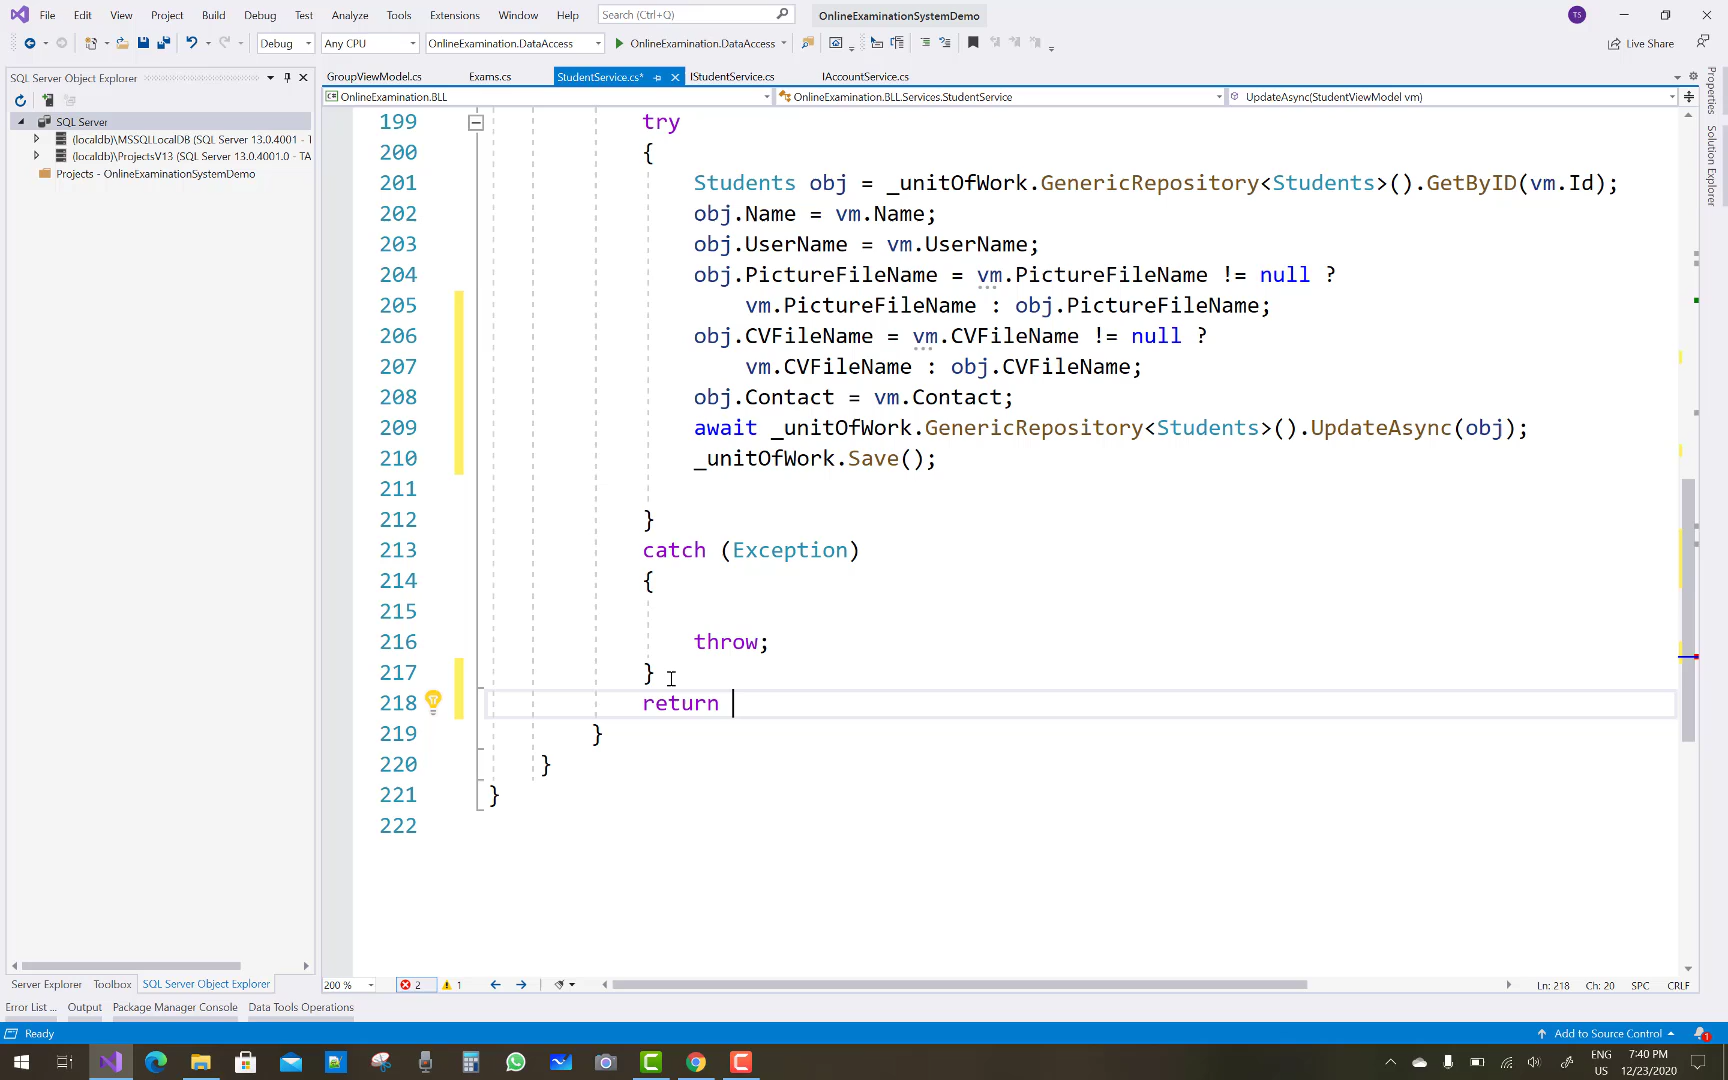 File Edit View Project Build Debug Test Analyze Tools Extensions Window Help Search (Ctrl+Q) OnlineExaminationSystemDemo TS
Debug Any CPU OnlineExamination.DataAccess OnlineExamination.DataAccess Live Share
SQL Server Object Explorer
GroupViewModel.cs Exams.cs StudentService.cs* IStudentService.cs IAccountService.cs
OnlineExamination.BLL OnlineExamination.BLL.Services.StudentService UpdateAsync(StudentViewModel vm)
SQL Server
(localdb)\MSSQLLocalDB (SQL Server 13.0.4001 - T
(localdb)\ProjectsV13 (SQL Server 13.0.4001.0 - TA
Projects - OnlineExaminationSystemDemo
199 try
200 {
201 Students obj = _unitOfWork.GenericRepository<Students>().GetByID(vm.Id);
202 obj.Name = vm.Name;
203 obj.UserName = vm.UserName;
204 obj.PictureFileName = vm.PictureFileName != null ?
205 vm.PictureFileName : obj.PictureFileName;
206 obj.CVFileName = vm.CVFileName != null ?
207 vm.CVFileName : obj.CVFileName;
208 obj.Contact = vm.Contact;
209 await _unitOfWork.GenericRepository<Students>().UpdateAsync(obj);
210 _unitOfWork.Save();
211
212 }
213 catch (Exception)
214 {
215
216 throw;
217 }
218 return
219 }
220 }
221 }
222
Properties
Solution Explorer
200 % 2 1 Ln: 218 Ch: 20 SPC CRLF
Server Explorer Toolbox SQL Server Object Explorer
Error List ... Output Package Manager Console Data Tools Operations
Ready Add to Source Control 1
ENG US 7:40 PM 12/23/2020